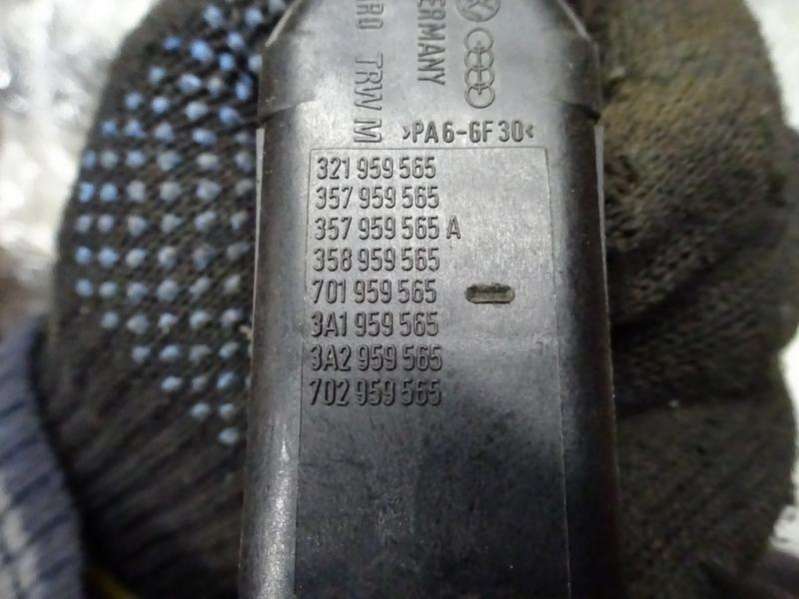 GERMANY
TRW M
>PA6-GF30<
321 959 565
357 959 565
357 959 565 A
358 959 565
701 959 565
3A1 959 565
3A2 959 565
702 959 565